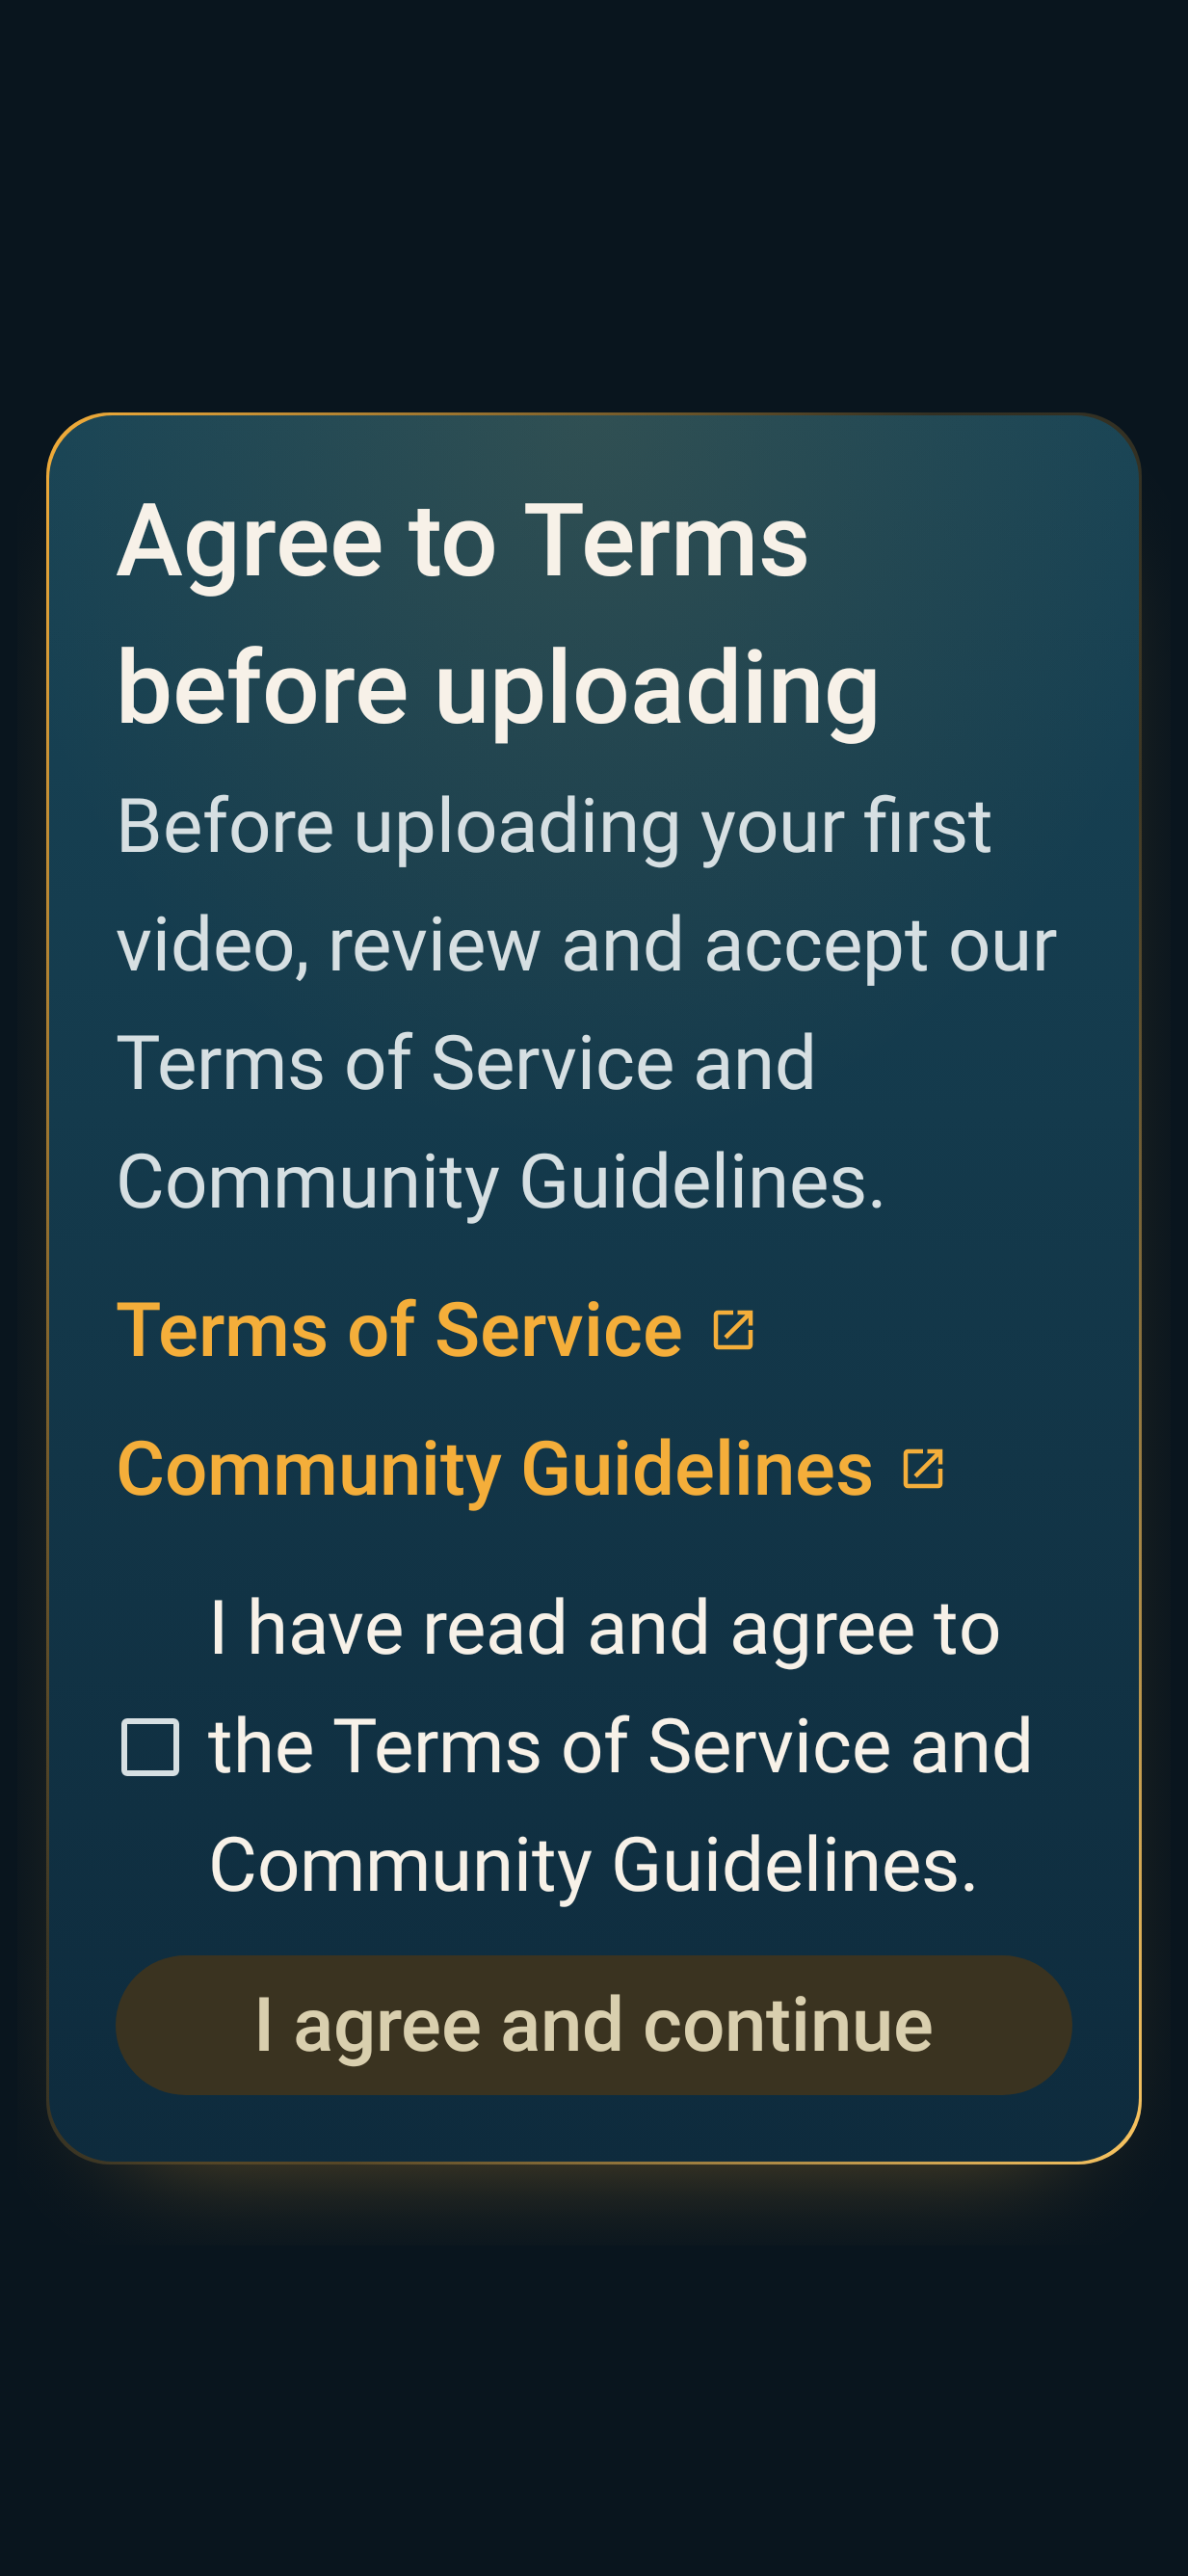 Agree to Terms
before uploading
Before uploading your first
video, review and accept our
Terms of Service and
Community Guidelines.
Terms of Service
Community Guidelines
I have read and agree to
the Terms of Service and
Community Guidelines.
I agree and continue